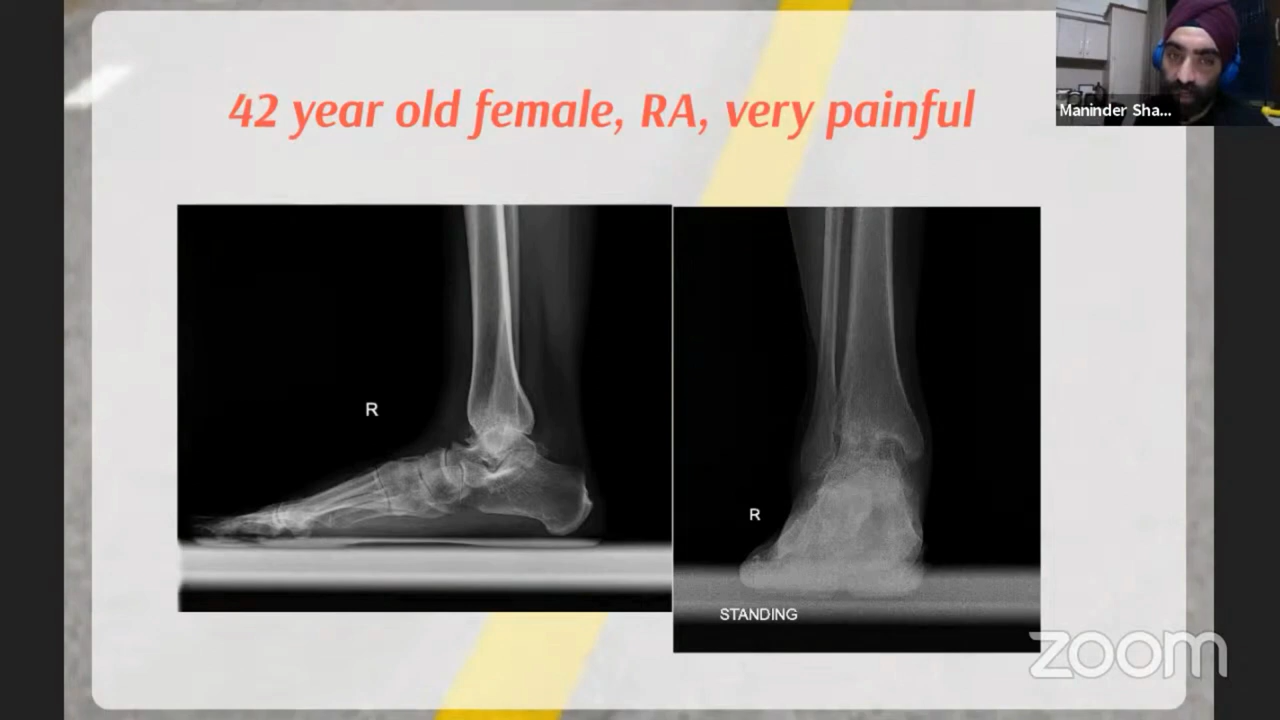 42 year old female, RA, very painful
Maninder Sha...
R
R
STANDING
zoom